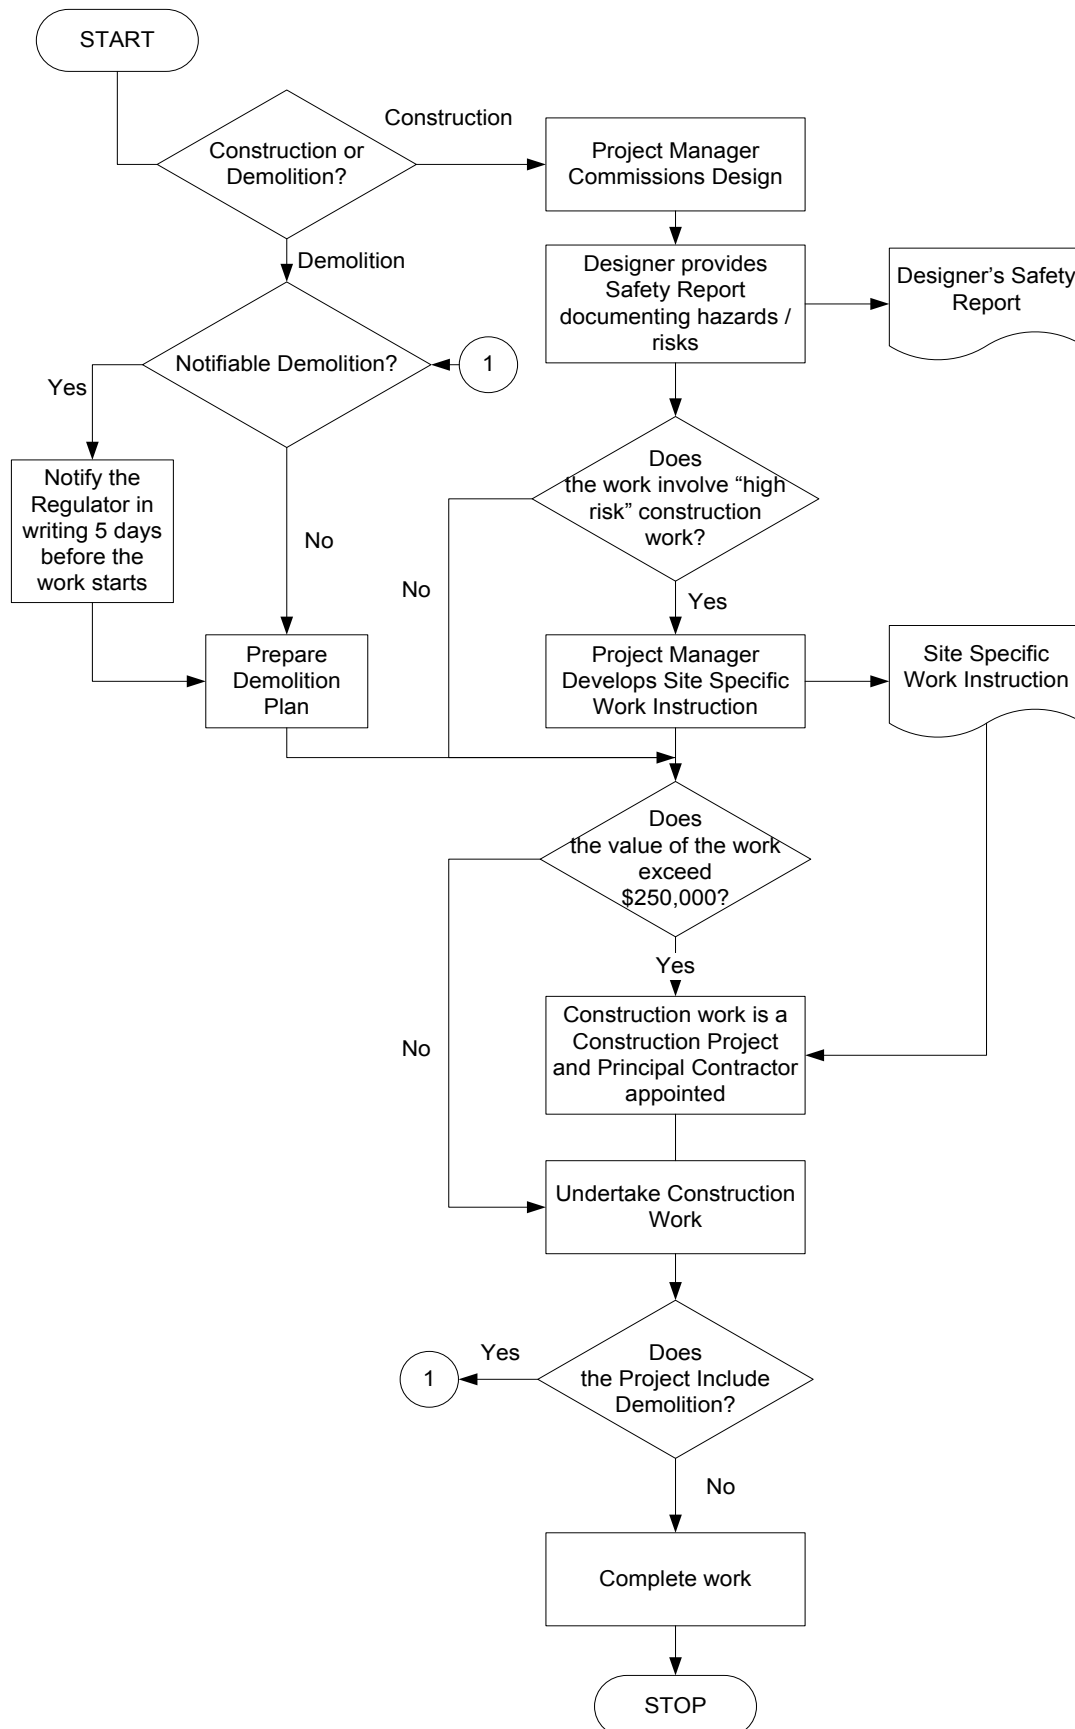 START
Construction
Construction or
Demolition?
Project Manager
Commissions Design
Demolition
Designer provides
Safety Report
documenting hazards /
risks
Designer’s Safety
Report
Notifiable Demolition?
1
Yes
Notify the
Regulator in
writing 5 days
before the
work starts
No
Does
the work involve “high
risk” construction
work?
No
Yes
Prepare
Demolition
Plan
Project Manager
Develops Site Specific
Work Instruction
Site Specific
Work Instruction
Does
the value of the work
exceed
$250,000?
Yes
No
Construction work is a
Construction Project
and Principal Contractor
appointed
Undertake Construction
Work
Does
the Project Include
Demolition?
Yes
1
No
Complete work
STOP